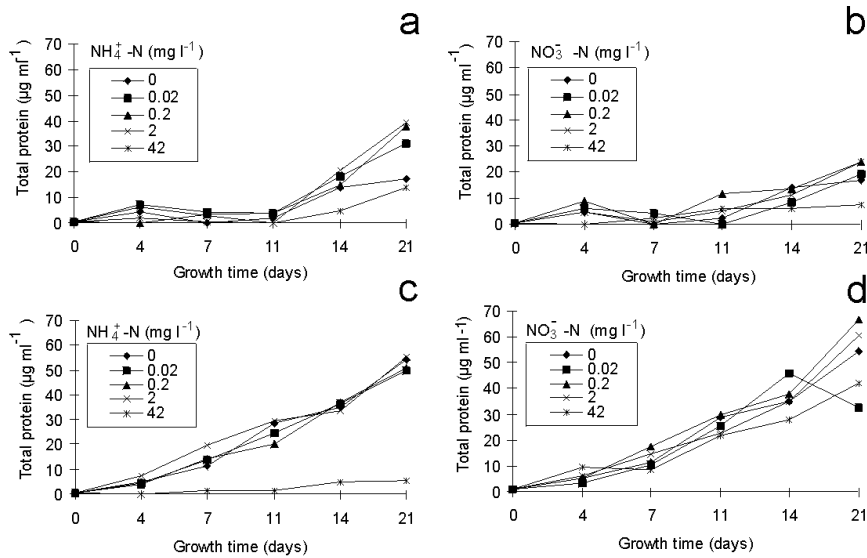 a
NH₄⁺ -N (mg l⁻¹)
0
0.02
0.2
2
42
Total protein (µg ml⁻¹)
70
60
50
40
30
20
10
0
0 4 7 11 14 21
Growth time (days)
b
NO₃⁻ -N (mg l⁻¹)
0
0.02
0.2
2
42
Total protein (µg ml⁻¹)
70
60
50
40
30
20
10
0
0 4 7 11 14 21
Growth time (days)
c
NH₄⁺ -N (mg l⁻¹)
0
0.02
0.2
2
42
Total protein (µg ml⁻¹)
70
60
50
40
30
20
10
0
0 4 7 11 14 21
Growth time (days)
d
NO₃⁻ -N (mg l⁻¹)
0
0.02
0.2
2
42
Total protein (µg ml -1)
70
60
50
40
30
20
10
0
0 4 7 11 14 21
Growth time (days)